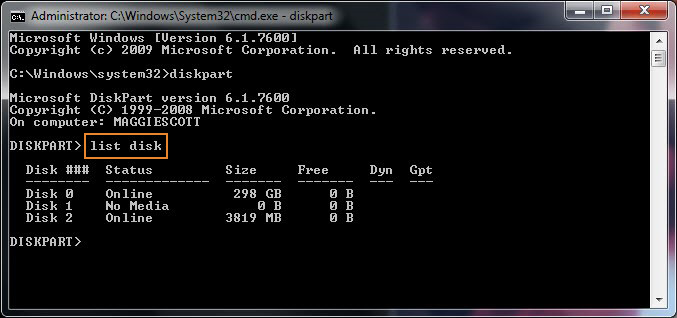 Administrator: C:\Windows\System32\cmd.exe - diskpart
Microsoft Windows [Version 6.1.7600]
Copyright (c) 2009 Microsoft Corporation.  All rights reserved.
C:\Windows\system32>diskpart
Microsoft DiskPart version 6.1.7600
Copyright (C) 1999-2008 Microsoft Corporation.
On computer: MAGGIESCOTT
DISKPART> list disk
  Disk ###  Status         Size     Free     Dyn  Gpt
  --------  -------------  -------  -------  ---  ---
  Disk 0    Online          298 GB      0 B
  Disk 1    No Media           0 B      0 B
  Disk 2    Online         3819 MB      0 B
DISKPART>